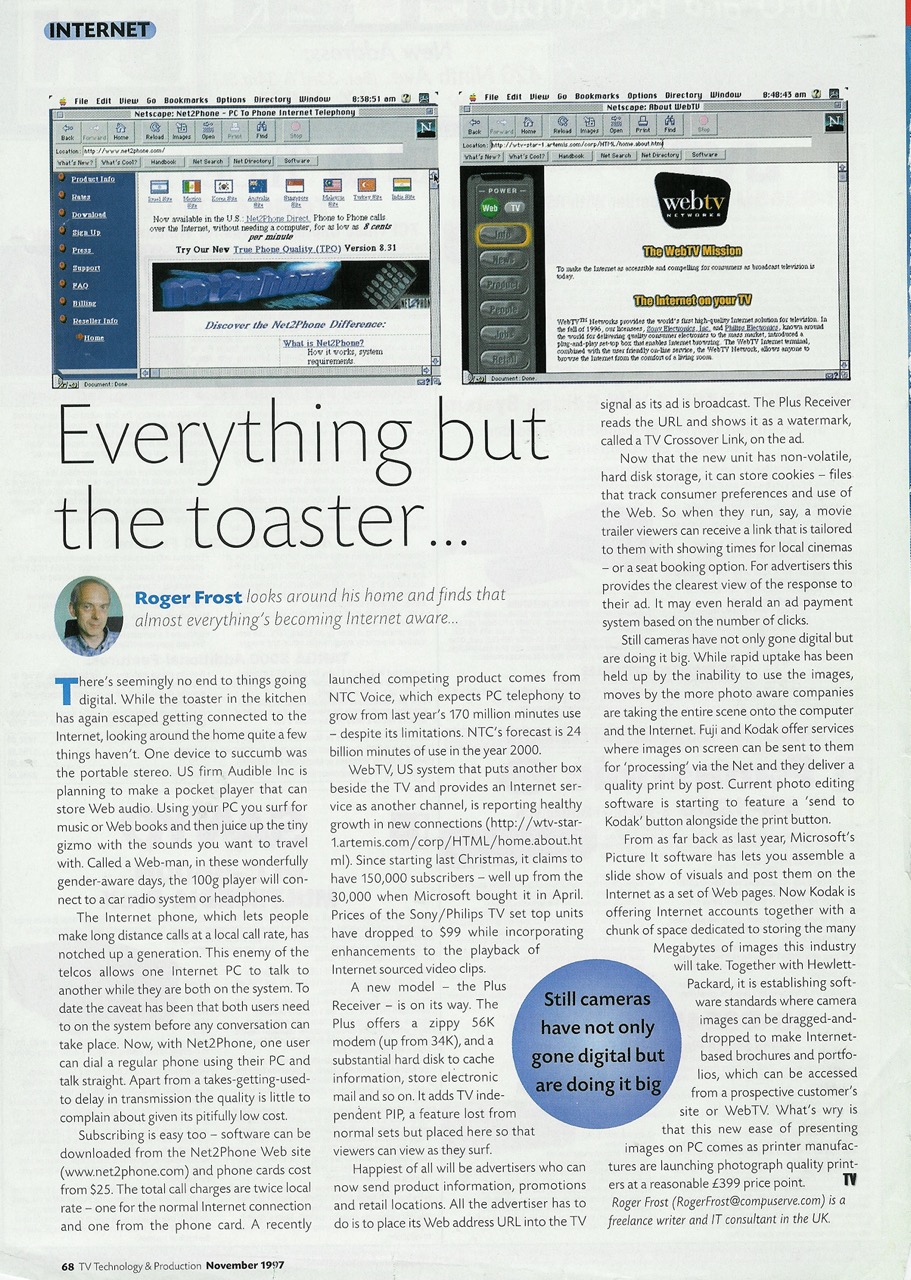 INTERNET
File Edit View Go Bookmarks Options Directory Window 8:38:51 am
Netscape: Net2Phone - PC To Phone Internet Telephony
Back Forward Home Reload Images Open Print Find Stop
Location: http://www.net2phone.com/
What's New? What's Cool? Handbook Net Search Net Directory Software
Product Info
Rates
Download
Sign Up
Press
Support
FAQ
Billing
Reseller Info
Home
Israel Site Mexico Site Korea Site Australia Site Singapore Site Malaysia Site Turkey Site India Site
Now available in the U.S.: Net2Phone Direct. Phone to Phone calls
over the Internet, without needing a computer, for as low as 8 cents
per minute
Try Our New True Phone Quality (TPQ) Version 8.31
net2phone
NET2PHONE
Discover the Net2Phone Difference:
What is Net2Phone?
How it works, system
requirements.
Document: Done.
File Edit View Go Bookmarks Options Directory Window 8:48:43 am
Netscape: About WebTV
Back Forward Home Reload Images Open Print Find Stop
Location: http://wtv-star-1.artemis.com/corp/HTML/home.about.html
What's New? What's Cool? Handbook Net Search Net Directory Software
POWER
Web TV
Info
News
Product
People
Jobs
Retail
webtv
NETWORKS
The WebTV Mission
To make the Internet as accessible and compelling for consumers as broadcast television is
today.
The Internet on your TV
WebTV™ Networks provides the world's first high-quality Internet solution for television. In
the fall of 1996, our licensees, Sony Electronics, Inc. and Philips Electronics, known around
the world for delivering quality consumer electronics to the mass market, introduced a
plug-and-play set-top box that enables Internet browsing. The WebTV Internet terminal,
combined with the user friendly on-line service, the WebTV Network, allows anyone to
browse the Internet from the comfort of a living room.
Document: Done.
Everything but
the toaster...
Roger Frost looks around his home and finds that
almost everything's becoming Internet aware...
There's seemingly no end to things going
digital. While the toaster in the kitchen
has again escaped getting connected to the
Internet, looking around the home quite a few
things haven't. One device to succumb was
the portable stereo. US firm Audible Inc is
planning to make a pocket player that can
store Web audio. Using your PC you surf for
music or Web books and then juice up the tiny
gizmo with the sounds you want to travel
with. Called a Web-man, in these wonderfully
gender-aware days, the 100g player will con-
nect to a car radio system or headphones.
The Internet phone, which lets people
make long distance calls at a local call rate, has
notched up a generation. This enemy of the
telcos allows one Internet PC to talk to
another while they are both on the system. To
date the caveat has been that both users need
to on the system before any conversation can
take place. Now, with Net2Phone, one user
can dial a regular phone using their PC and
talk straight. Apart from a takes-getting-used-
to delay in transmission the quality is little to
complain about given its pitifully low cost.
Subscribing is easy too – software can be
downloaded from the Net2Phone Web site
(www.net2phone.com) and phone cards cost
from $25. The total call charges are twice local
rate – one for the normal Internet connection
and one from the phone card. A recently
launched competing product comes from
NTC Voice, which expects PC telephony to
grow from last year's 170 million minutes use
– despite its limitations. NTC's forecast is 24
billion minutes of use in the year 2000.
WebTV, US system that puts another box
beside the TV and provides an Internet ser-
vice as another channel, is reporting healthy
growth in new connections (http://wtv-star-
1.artemis.com/corp/HTML/home.about.ht
ml). Since starting last Christmas, it claims to
have 150,000 subscribers – well up from the
30,000 when Microsoft bought it in April.
Prices of the Sony/Philips TV set top units
have dropped to $99 while incorporating
enhancements to the playback of
Internet sourced video clips.
A new model – the Plus
Receiver – is on its way. The
Plus offers a zippy 56K
modem (up from 34K), and a
substantial hard disk to cache
information, store electronic
mail and so on. It adds TV inde-
pendent PIP, a feature lost from
normal sets but placed here so that
viewers can view as they surf.
Happiest of all will be advertisers who can
now send product information, promotions
and retail locations. All the advertiser has to
do is to place its Web address URL into the TV
signal as its ad is broadcast. The Plus Receiver
reads the URL and shows it as a watermark,
called a TV Crossover Link, on the ad.
Now that the new unit has non-volatile,
hard disk storage, it can store cookies – files
that track consumer preferences and use of
the Web. So when they run, say, a movie
trailer viewers can receive a link that is tailored
to them with showing times for local cinemas
– or a seat booking option. For advertisers this
provides the clearest view of the response to
their ad. It may even herald an ad payment
system based on the number of clicks.
Still cameras have not only gone digital but
are doing it big. While rapid uptake has been
held up by the inability to use the images,
moves by the more photo aware companies
are taking the entire scene onto the computer
and the Internet. Fuji and Kodak offer services
where images on screen can be sent to them
for 'processing' via the Net and they deliver a
quality print by post. Current photo editing
software is starting to feature a 'send to
Kodak' button alongside the print button.
From as far back as last year, Microsoft's
Picture It software has lets you assemble a
slide show of visuals and post them on the
Internet as a set of Web pages. Now Kodak is
offering Internet accounts together with a
chunk of space dedicated to storing the many
Megabytes of images this industry
will take. Together with Hewlett-
Packard, it is establishing soft-
ware standards where camera
images can be dragged-and-
dropped to make Internet-
based brochures and portfo-
lios, which can be accessed
from a prospective customer's
site or WebTV. What's wry is
that this new ease of presenting
images on PC comes as printer manufac-
tures are launching photograph quality print-
ers at a reasonable £399 price point. TV
Still cameras
have not only
gone digital but
are doing it big
Roger Frost (RogerFrost@compuserve.com) is a
freelance writer and IT consultant in the UK.
68 TV Technology & Production November 1997